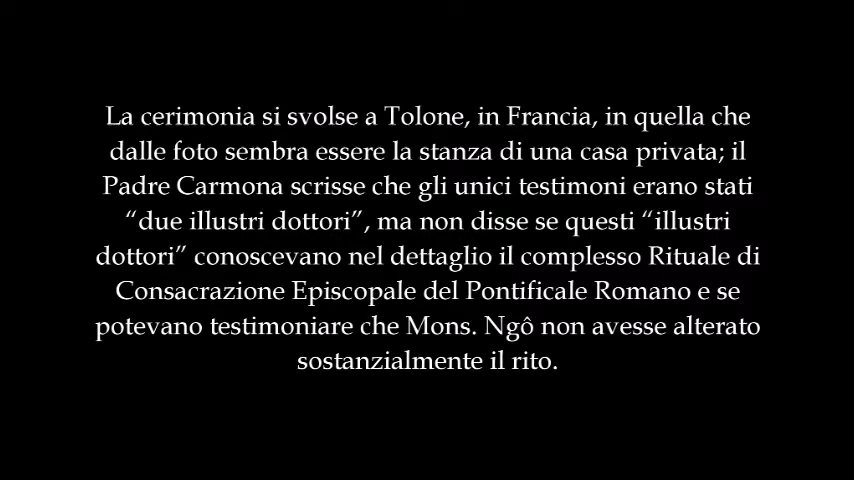 La cerimonia si svolse a Tolone, in Francia, in quella che
dalle foto sembra essere la stanza di una casa privata; il
Padre Carmona scrisse che gli unici testimoni erano stati
“due illustri dottori”, ma non disse se questi “illustri
dottori” conoscevano nel dettaglio il complesso Rituale di
Consacrazione Episcopale del Pontificale Romano e se
potevano testimoniare che Mons. Ngô non avesse alterato
sostanzialmente il rito.